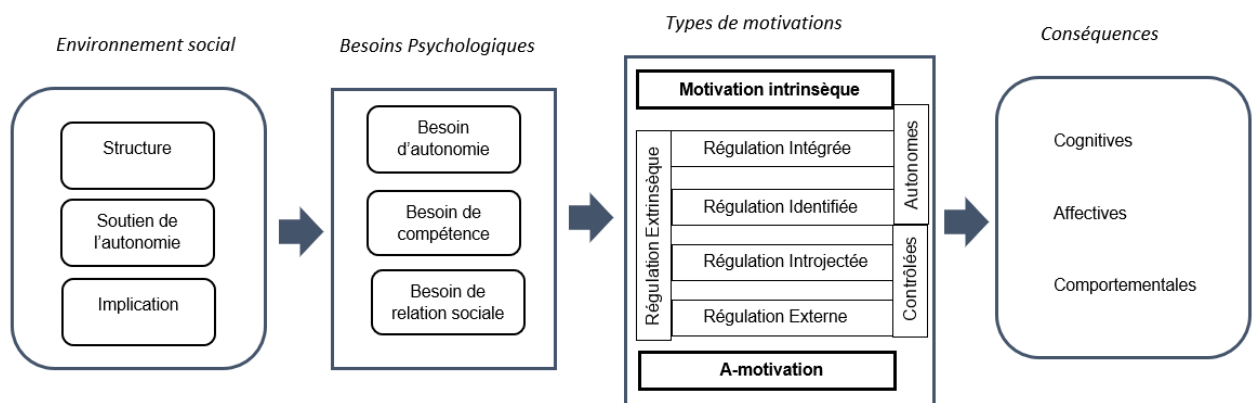 Environnement social
Structure
Soutien de
l'autonomie
Implication
Besoins Psychologiques
Besoin
d'autonomie
Besoin de
compétence
Besoin de
relation sociale
Types de motivations
Motivation intrinsèque
Régulation Extrinsèque
Régulation Intégrée
Régulation Identifiée
Régulation Introjectée
Régulation Externe
Autonomes
Contrôlées
A-motivation
Conséquences
Cognitives
Affectives
Comportementales